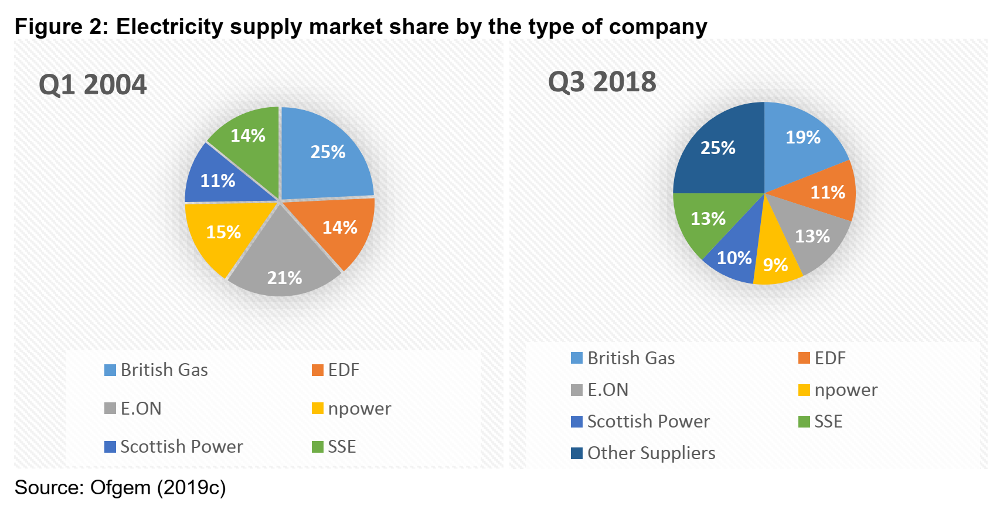 Figure 2: Electricity supply market share by the type of company
Q1 2004
14%
25%
11%
14%
15%
21%
British Gas
EDF
E.ON
npower
Scottish Power
SSE
Q3 2018
25%
19%
11%
13%
13%
10%
9%
British Gas
EDF
E.ON
npower
Scottish Power
SSE
Other Suppliers
Source: Ofgem (2019c)